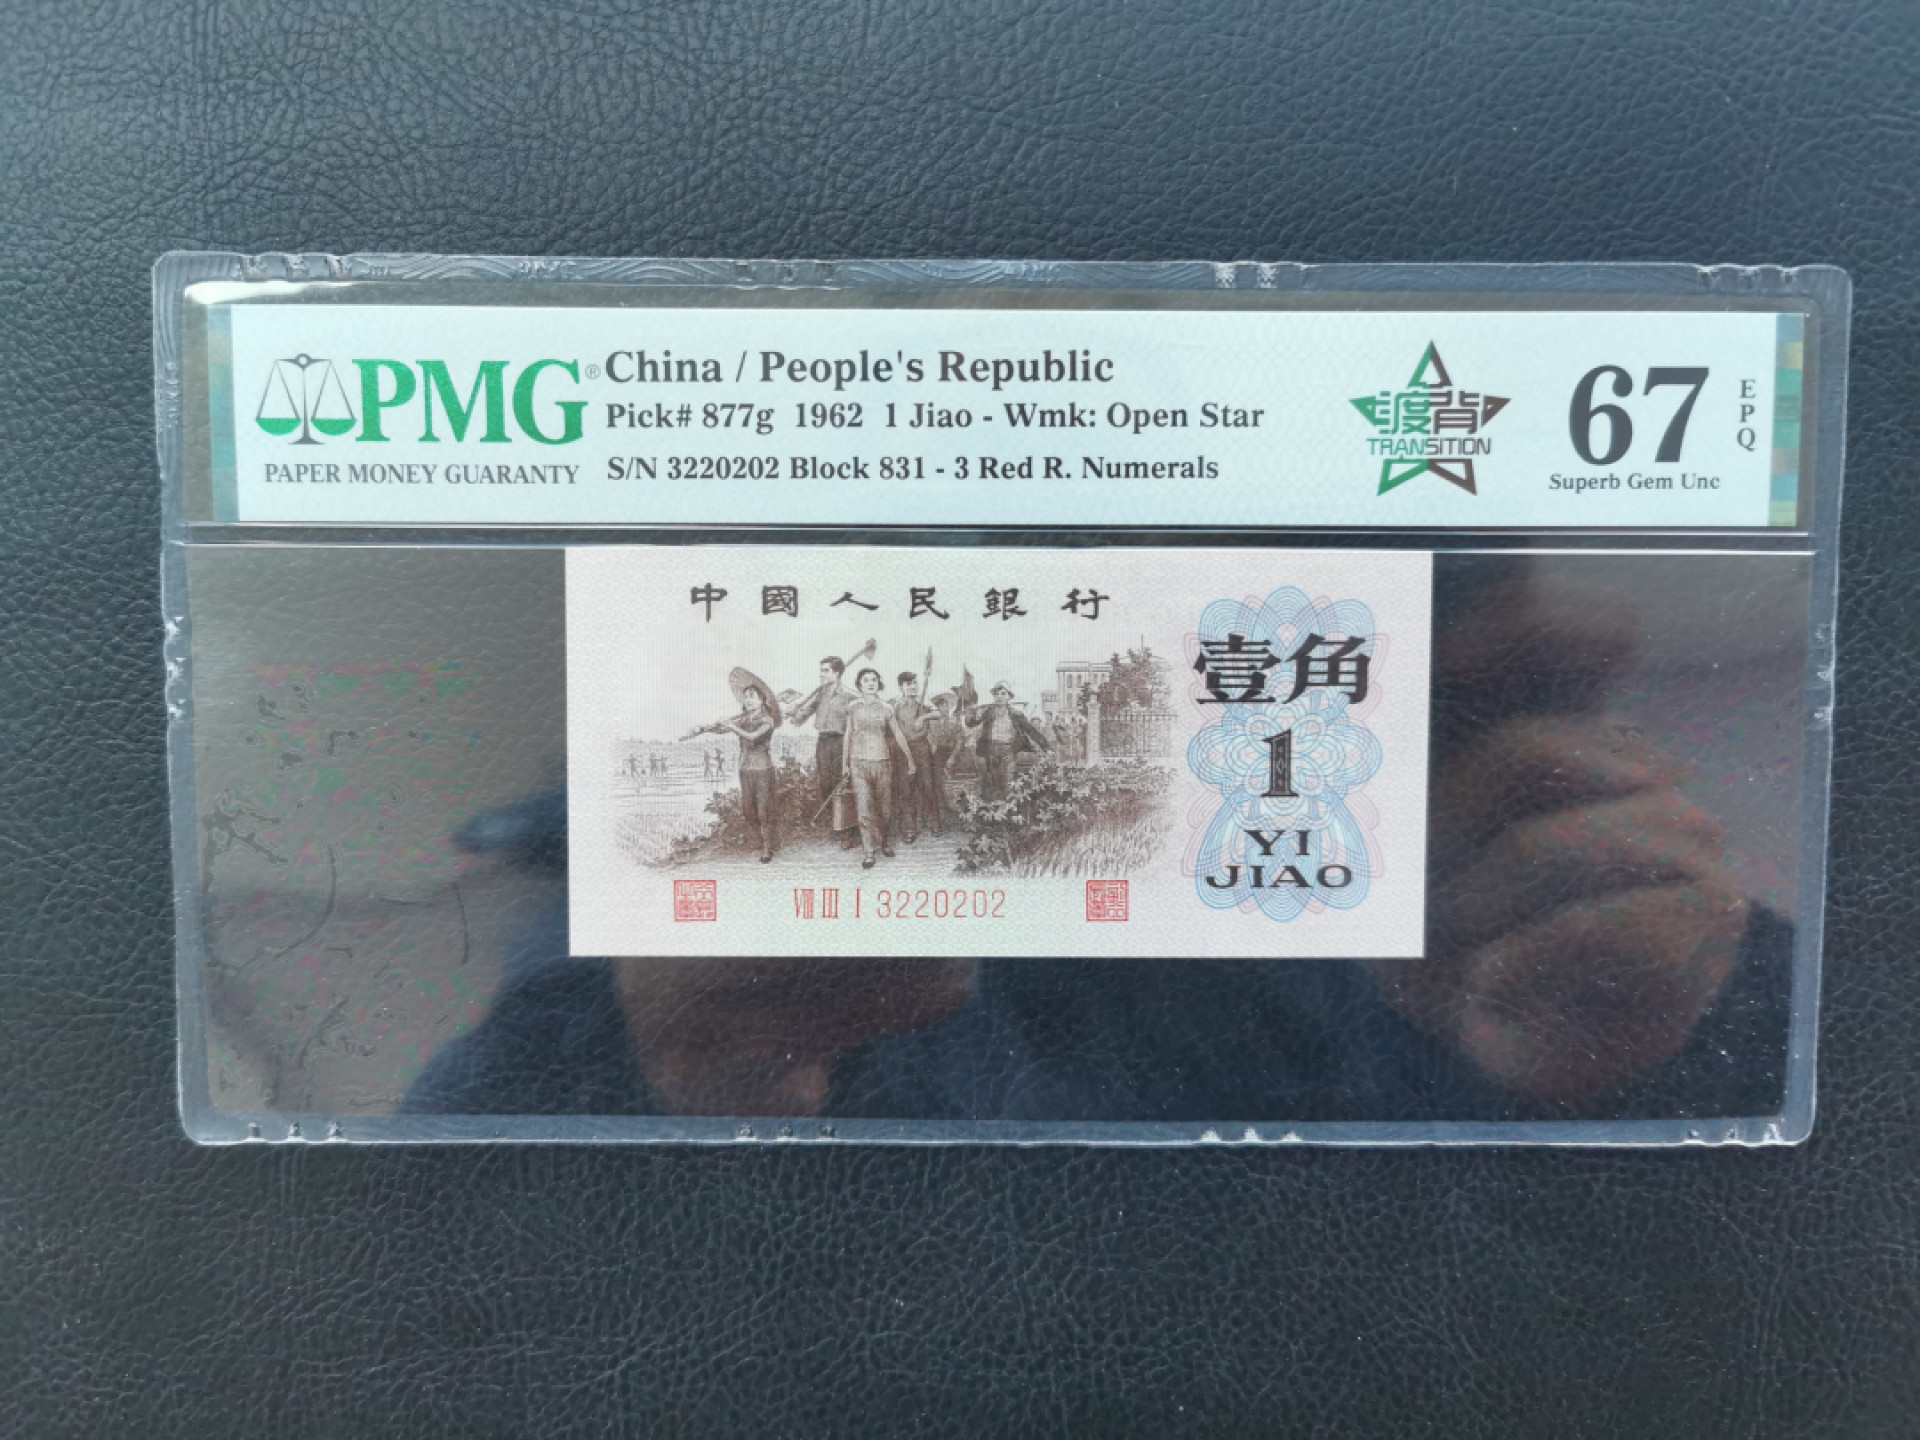 PMG®
PAPER MONEY GUARANTY
China / People's Republic
Pick# 877g 1962 1 Jiao - Wmk: Open Star
S/N 3220202 Block 831 - 3 Red R. Numerals
渡背
TRANSITION
67
EPQ
Superb Gem Unc
中國人民銀行
壹角
1
YI
JIAO
VIII III I 3220202